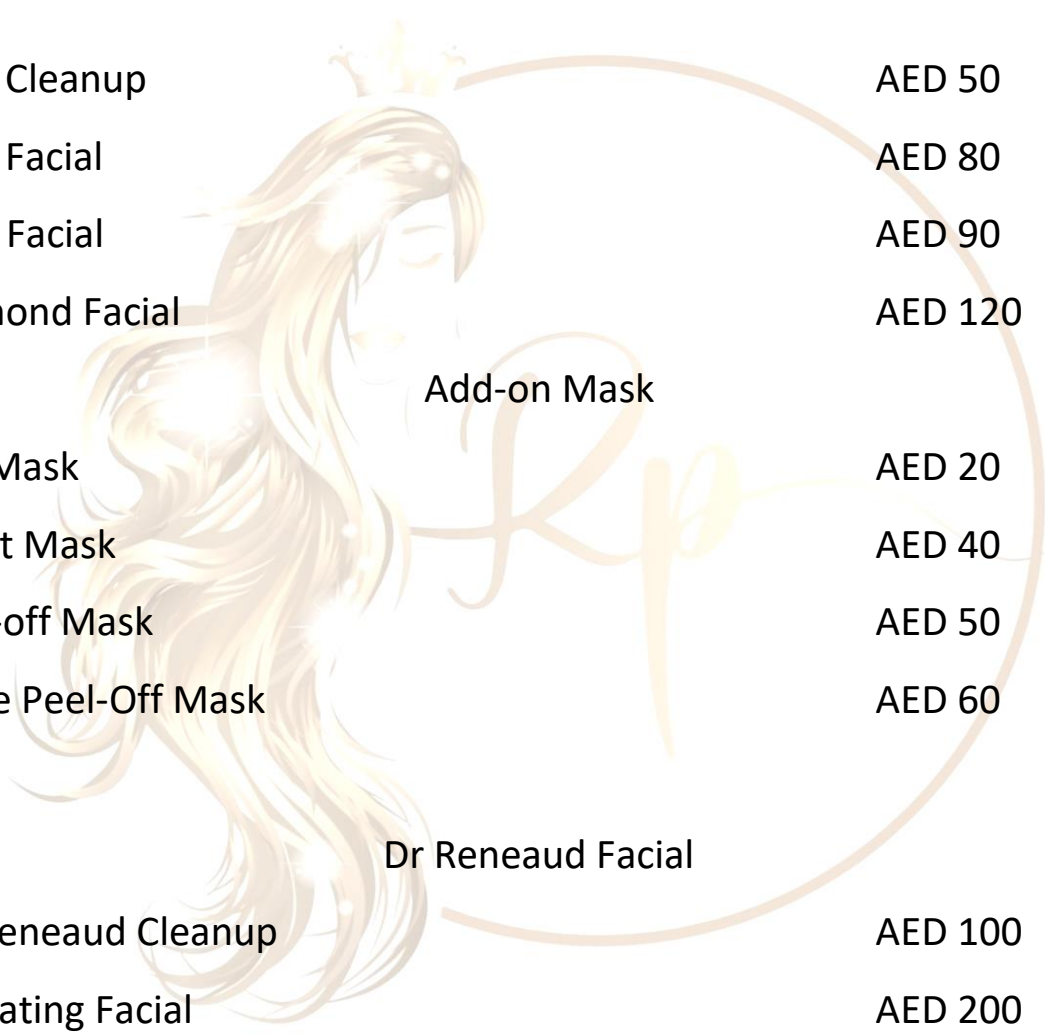 Cleanup AED 50
Facial AED 80
Facial AED 90
ond Facial AED 120
Add-on Mask
Mask AED 20
t Mask AED 40
-off Mask AED 50
e Peel-Off Mask AED 60
Rp
Dr Reneaud Facial
eneaud Cleanup AED 100
ating Facial AED 200